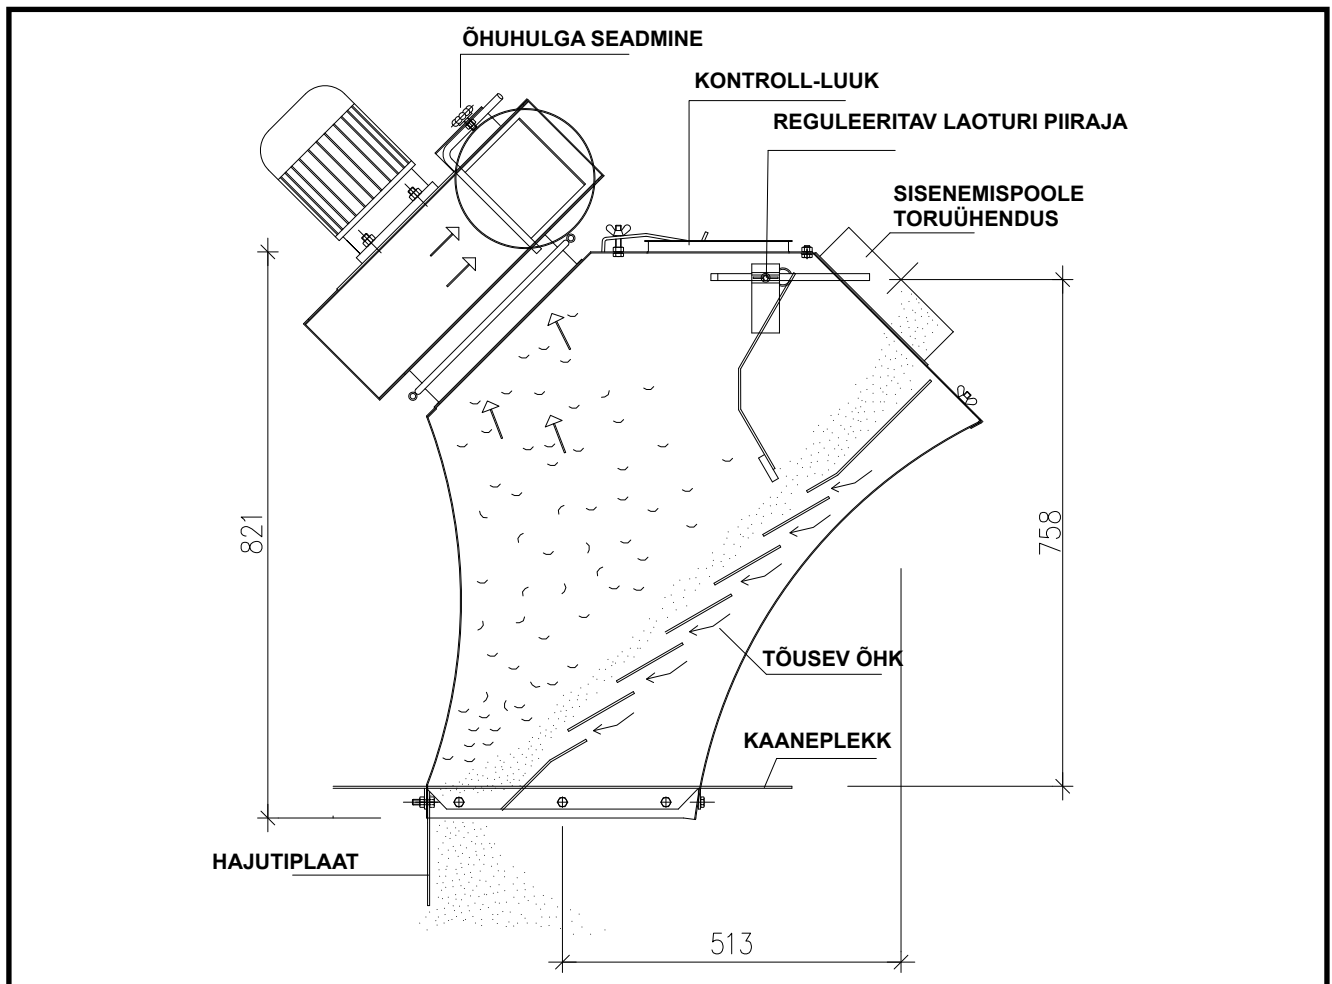 ÕHUHULGA SEADMINE
KONTROLL-LUUK
REGULEERITAV LAOTURI PIIRAJA
SISENEMISPOOLE
TORUÜHENDUS
821
758
TÕUSEV ÕHK
KAANEPLEKK
HAJUTIPLAAT
513